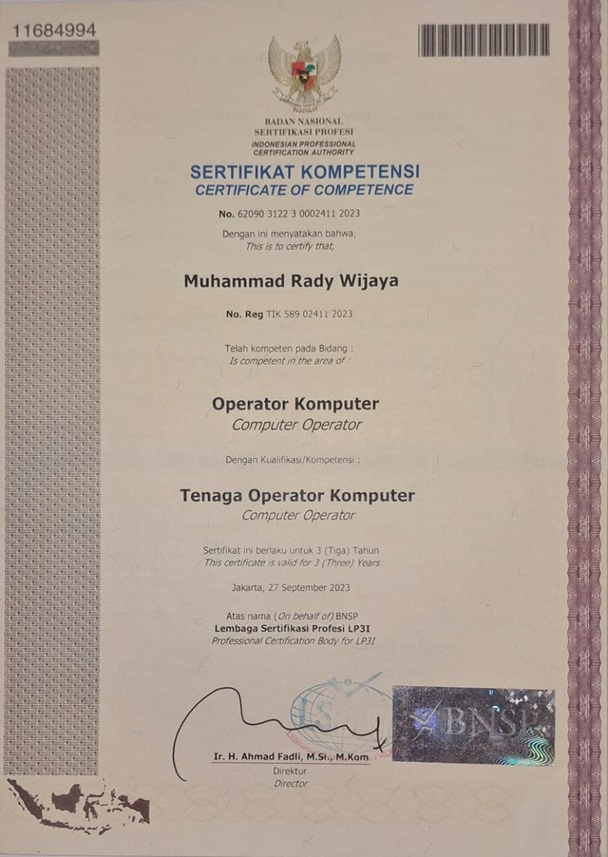 11684994
BADAN NASIONAL
SERTIFIKASI PROFESI
INDONESIAN PROFESSIONAL
CERTIFICATION AUTHORITY
SERTIFIKAT KOMPETENSI
CERTIFICATE OF COMPETENCE
No. 62090 3122 3 0002411 2023
Dengan ini menyatakan bahwa,
This is to certify that,
Muhammad Rady Wijaya
No. Reg TIK 589 02411 2023
Telah kompeten pada Bidang :
Is competent in the area of :
Operator Komputer
Computer Operator
Dengan Kualifikasi/Kompetensi :
Tenaga Operator Komputer
Computer Operator
Sertifikat ini berlaku untuk 3 (Tiga) Tahun
This certificate is valid for 3 (Three) Years
Jakarta, 27 September 2023
Atas nama (On behalf of) BNSP
Lembaga Sertifikasi Profesi LP3I
Professional Certification Body for LP3I
BNSP
Ir. H. Ahmad Fadli, M.Si., M.Kom
Direktur
Director